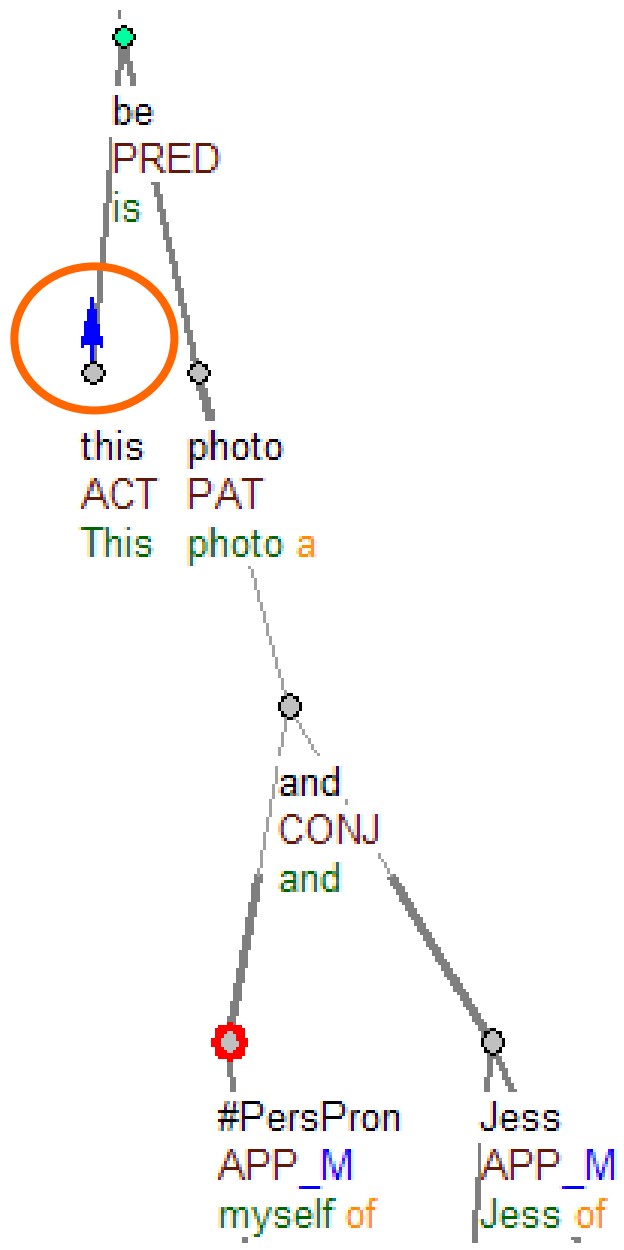 be
PRED
is
this photo
ACT PAT
This photo a
and
CONJ
and
#PersPron Jess
APP_M APP_M
myself of Jess of